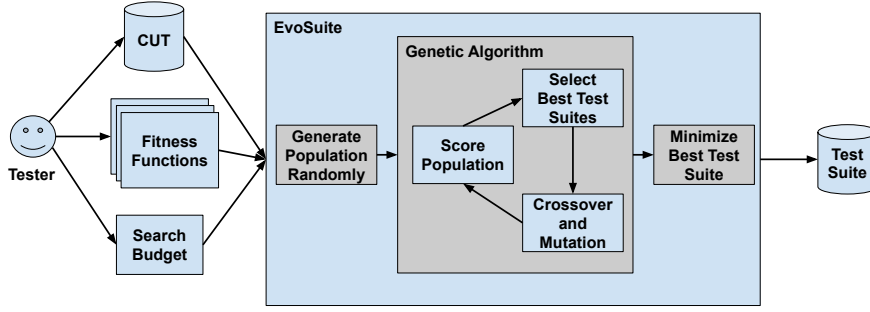 CUT
Fitness
Functions
Tester
Search
Budget
EvoSuite
Generate
Population
Randomly
Genetic Algorithm
Score
Population
Select
Best Test
Suites
Crossover
and
Mutation
Minimize
Best Test
Suite
Test
Suite